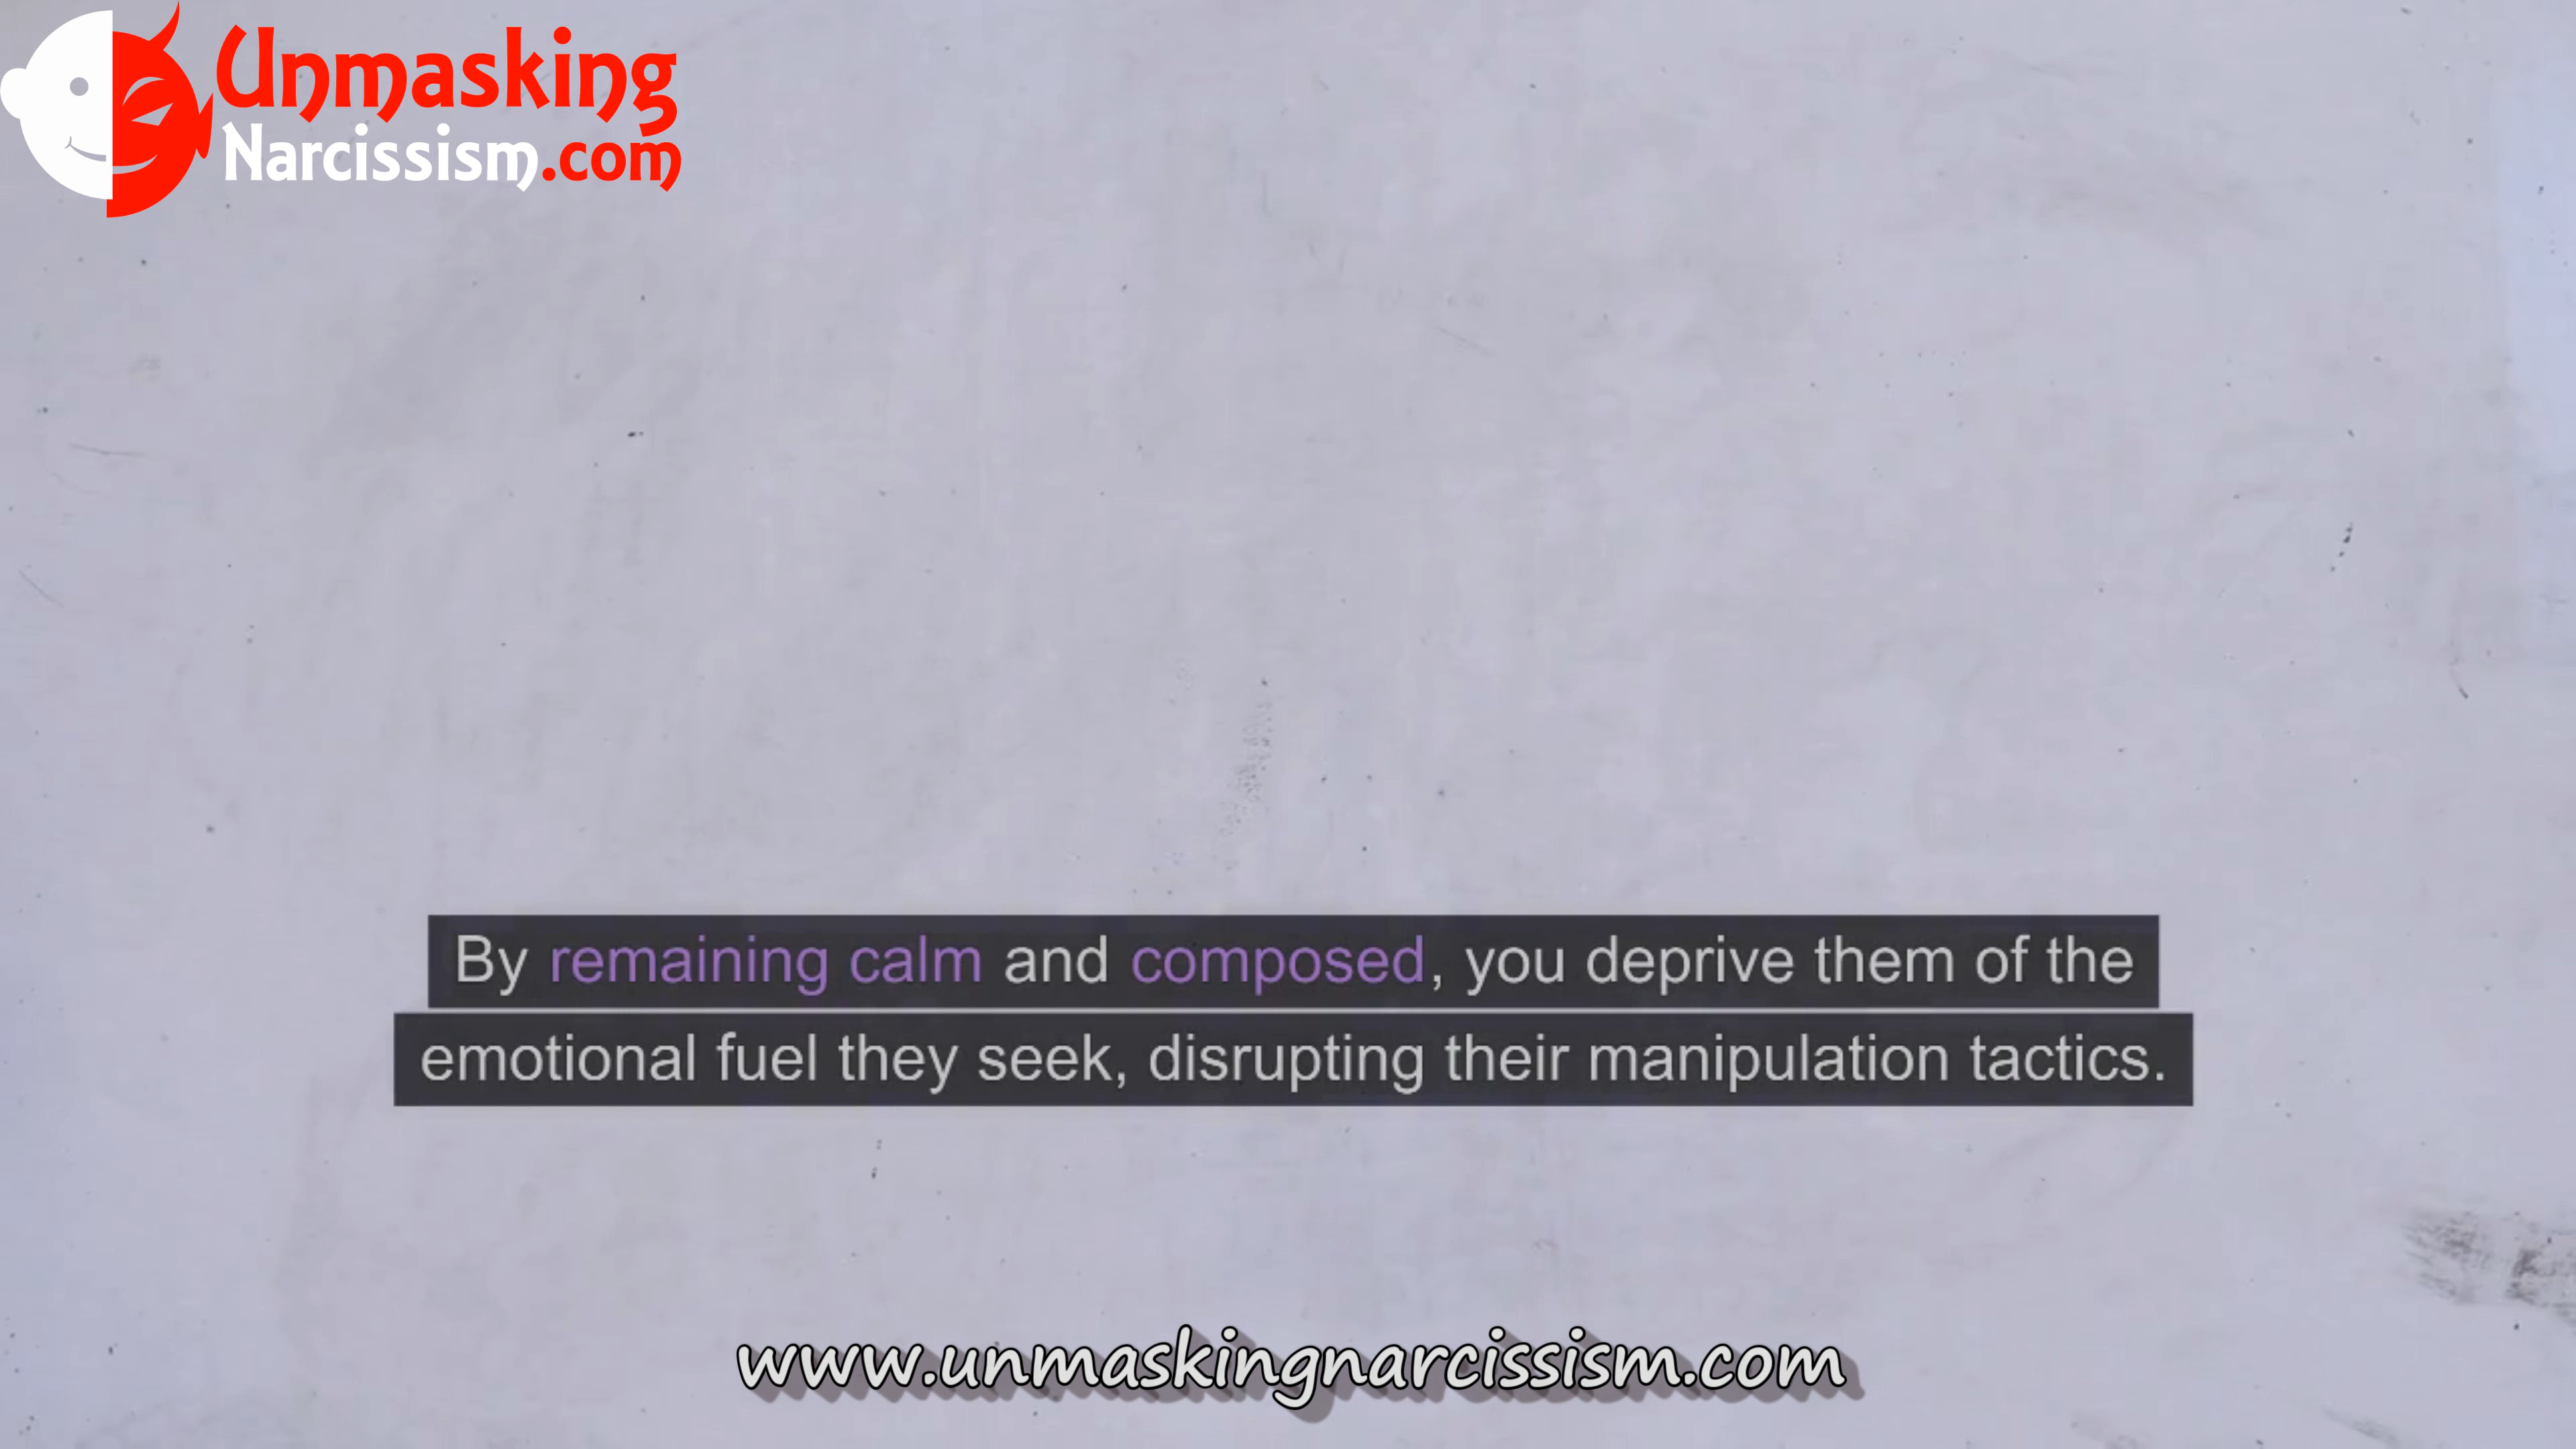 Unmasking
Narcissism.com
By remaining calm and composed, you deprive them of the
emotional fuel they seek, disrupting their manipulation tactics.
www.unmaskingnarcissism.com